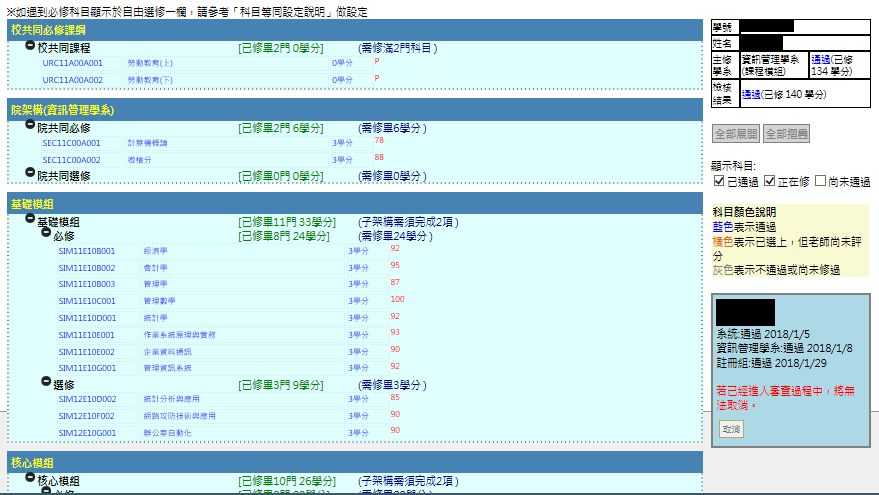 ※如遇到必修科目顯示於自由選修一欄，請參考「科目等同設定說明」做設定
校共同必修課綱
校共同課程 [已修畢2門 0學分] (需修滿2門科目)
URC11A00A001 勞動教育(上) 0學分 P
URC11A00A002 勞動教育(下) 0學分 P
院架構(資訊管理學系)
院共同必修 [已修畢2門 6學分] (需修畢6學分)
SEC11C00A001 計算機概論 3學分 78
SEC11C00A002 微積分 3學分 88
院共同選修 [已修畢0門 0學分] (需修畢0學分)
基礎模組
基礎模組 [已修畢11門 33學分] (子架構需須完成2項)
必修 [已修畢8門 24學分] (需修畢24學分)
SIM11E10B001 經濟學 3學分 92
SIM11E10B002 會計學 3學分 95
SIM11E10B003 管理學 3學分 87
SIM11E10C001 管理數學 3學分 100
SIM11E10D001 統計學 3學分 92
SIM11E10E001 作業系統原理與實務 3學分 93
SIM11E10E002 企業資料通訊 3學分 90
SIM11E10G001 管理資訊系統 3學分 92
選修 [已修畢3門 9學分] (需修畢3學分)
SIM12E10D002 統計分析與應用 3學分 85
SIM12E10F002 網路攻防技術與應用 3學分 90
SIM12E10G001 辦公室自動化 3學分 90
核心模組
核心模組 [已修畢10門 26學分] (子架構需須完成2項)
學號
姓名
主修學系 資訊管理學系(課程模組) 通過(已修 134 學分)
檢核結果 通過(已修 140 學分)
全部展開 全部摺疊
顯示科目:
已通過 正在修 尚未通過
科目顏色說明
藍色表示通過
橘色表示已選上，但老師尚未評
分
灰色表示不通過或尚未修過
系統:通過 2018/1/5
資訊管理學系:通過 2018/1/8
註冊組:通過 2018/1/29
若已經進入審查過程中，將無
法取消。
取消